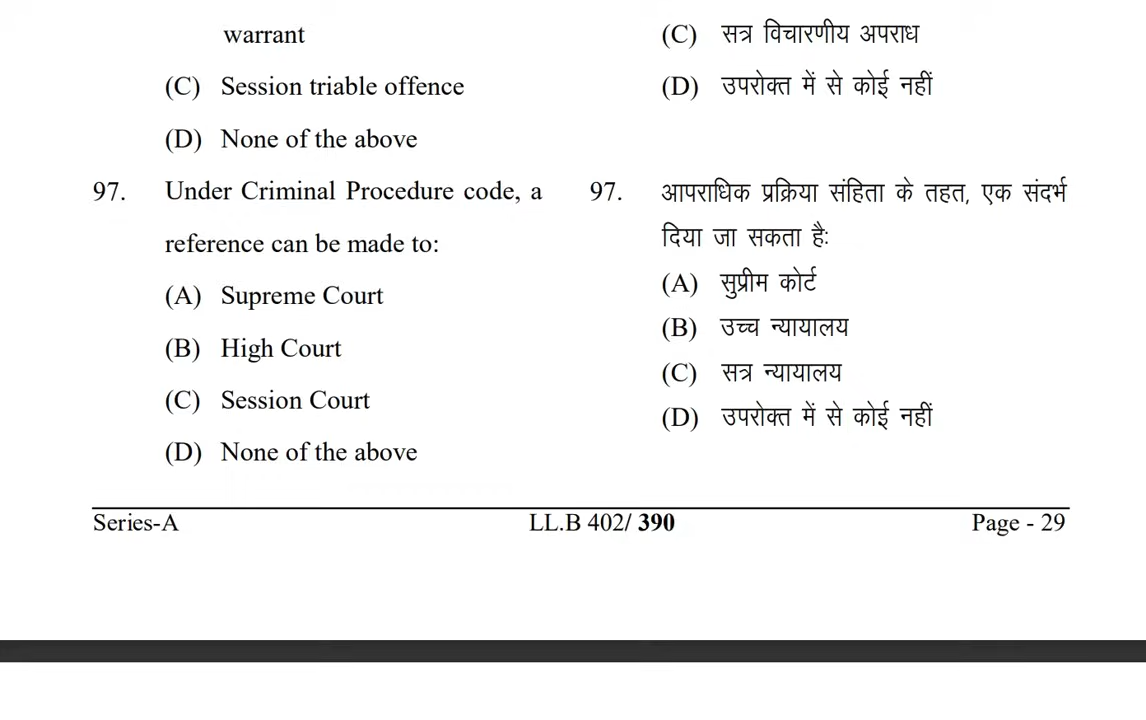 warrant
(C) Session triable offence
(D) None of the above
97. Under Criminal Procedure code, a
reference can be made to:
(A) Supreme Court
(B) High Court
(C) Session Court
(D) None of the above
(C) सत्र विचारणीय अपराध
(D) उपरोक्त में से कोई नहीं
97. आपराधिक प्रक्रिया संहिता के तहत, एक संदर्भ
दिया जा सकता है:
(A) सुप्रीम कोर्ट
(B) उच्च न्यायालय
(C) सत्र न्यायालय
(D) उपरोक्त में से कोई नहीं
Series-A LL.B 402/ 390 Page - 29